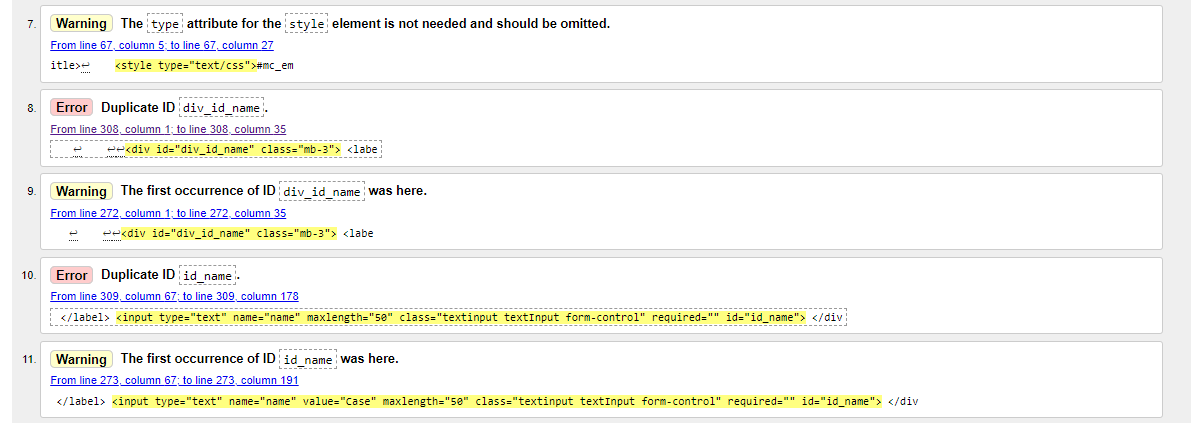 7. Warning The type attribute for the style element is not needed and should be omitted.
From line 67, column 5; to line 67, column 27
itle>↩ <style type="text/css">#mc_em
8. Error Duplicate ID div_id_name.
From line 308, column 1; to line 308, column 35
↩ ↩↩<div id="div_id_name" class="mb-3"> <labe
9. Warning The first occurrence of ID div_id_name was here.
From line 272, column 1; to line 272, column 35
↩ ↩↩<div id="div_id_name" class="mb-3"> <labe
10. Error Duplicate ID id_name.
From line 309, column 67; to line 309, column 178
</label> <input type="text" name="name" maxlength="50" class="textinput textInput form-control" required="" id="id_name"> </div
11. Warning The first occurrence of ID id_name was here.
From line 273, column 67; to line 273, column 191
</label> <input type="text" name="name" value="Case" maxlength="50" class="textinput textInput form-control" required="" id="id_name"> </div